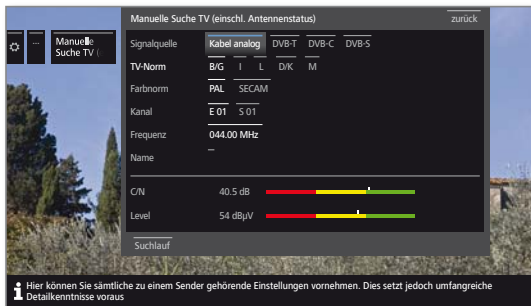 Manuelle Suche TV (einschl. Antennenstatus) zurück
...
Manuelle
Suche TV (
Signalquelle Kabel analog DVB-T DVB-C DVB-S
TV-Norm B/G I L D/K M
Farbnorm PAL SECAM
Kanal E 01 S 01
Frequenz 044.00 MHz
Name –
C/N 40.5 dB
Level 54 dBµV
Suchlauf
i Hier können Sie sämtliche zu einem Sender gehörende Einstellungen vornehmen. Dies setzt jedoch umfangreiche
Detailkenntnisse voraus